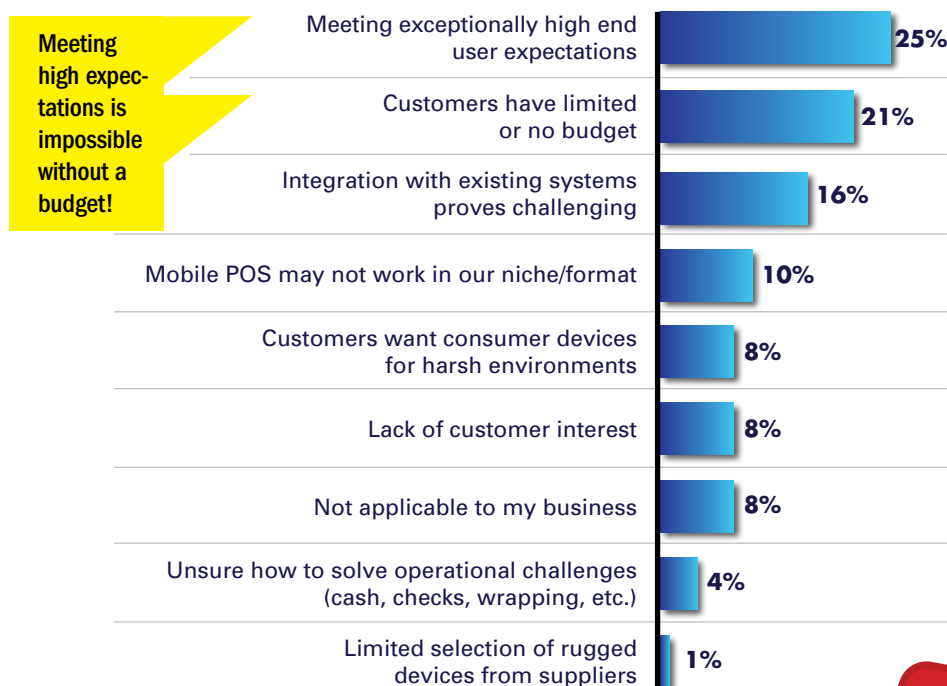 Meeting
high expec-
tations is
impossible
without a
budget!
Meeting exceptionally high end
user expectations
25%
Customers have limited
or no budget
21%
Integration with existing systems
proves challenging
16%
Mobile POS may not work in our niche/format
10%
Customers want consumer devices
for harsh environments
8%
Lack of customer interest
8%
Not applicable to my business
8%
Unsure how to solve operational challenges
(cash, checks, wrapping, etc.)
4%
Limited selection of rugged
devices from suppliers
1%